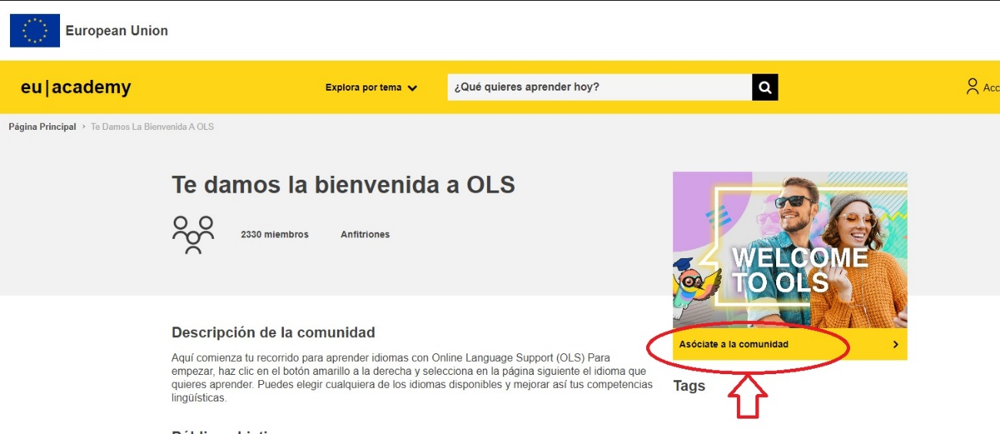 European Union
eu|academy
Explora por tema
¿Qué quieres aprender hoy?
Acc
Página Principal > Te Damos La Bienvenida A OLS
Te damos la bienvenida a OLS
2330 miembros
Anfitriones
WELCOME
TO OLS
Asóciate a la comunidad
Descripción de la comunidad
Aquí comienza tu recorrido para aprender idiomas con Online Language Support (OLS) Para
empezar, haz clic en el botón amarillo a la derecha y selecciona en la página siguiente el idioma que
quieres aprender. Puedes elegir cualquiera de los idiomas disponibles y mejorar así tus competencias
lingüísticas.
Tags